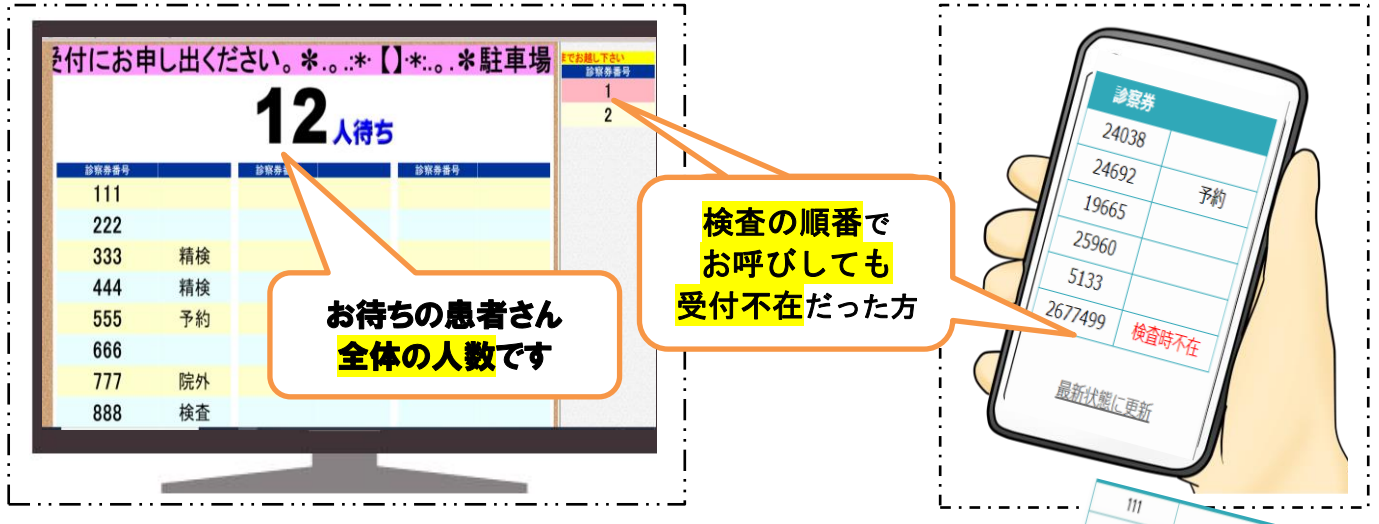 受付にお申し出ください。✻.｡.:*･【】･*:.｡.✻駐車場
12人待ち
診察券番号
111
222
333 精検
444 精検
555 予約
666
777 院外
888 検査
診察券番号
診察券番号
までお越し下さい
診察券番号
1
2
お待ちの患者さん
全体の人数です
検査の順番で
お呼びしても
受付不在だった方
診察券
24038
24692 予約
19665
25960
5133
2677499 検査時不在
最新状態に更新
111